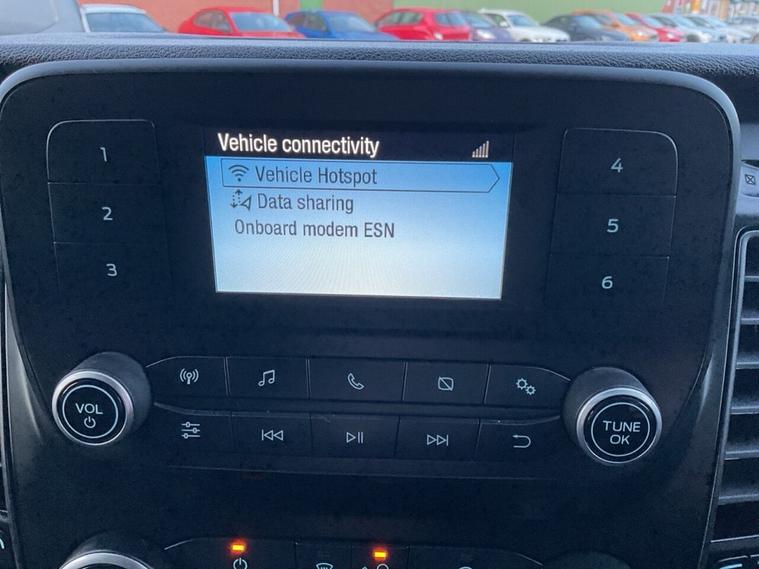 Vehicle connectivity
Vehicle Hotspot
Data sharing
Onboard modem ESN
1
2
3
4
5
6
VOL
TUNE
OK